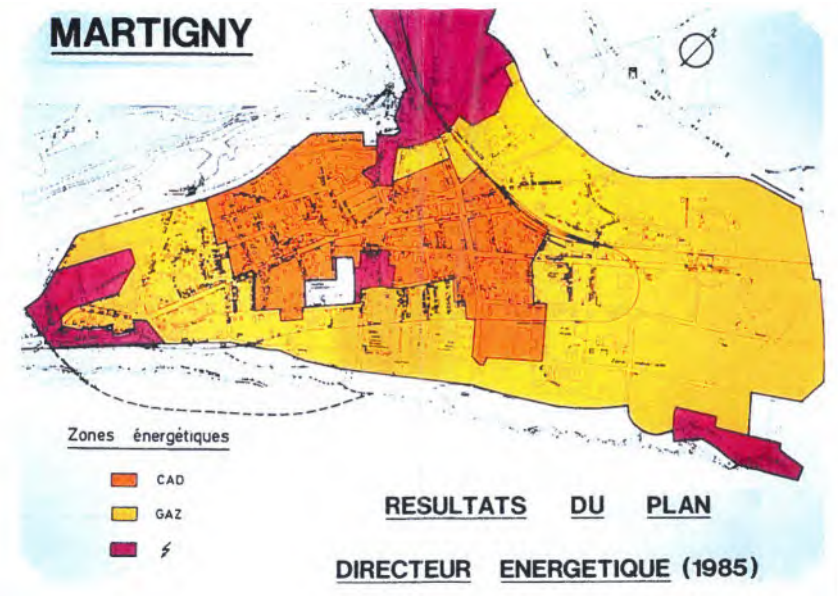 MARTIGNY
Zones énergétiques
CAD
GAZ
RESULTATS DU PLAN
DIRECTEUR ENERGETIQUE (1985)